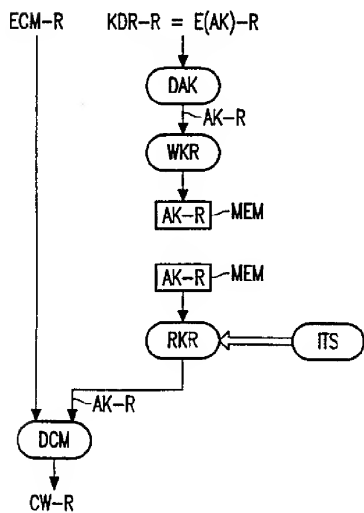 ECM-R KDR-R = E(AK)-R
DAK
AK-R
WKR
AK-R MEM
AK-R MEM
RKR ITS
AK-R
DCM
CW-R